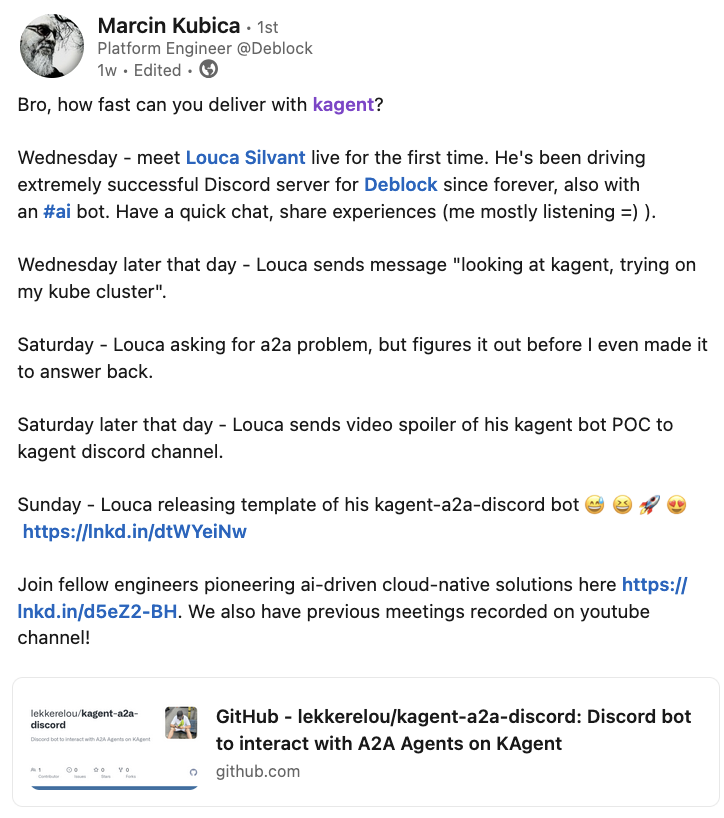 Marcin Kubica • 1st
Platform Engineer @Deblock
1w • Edited •
Bro, how fast can you deliver with kagent?
Wednesday - meet Louca Silvant live for the first time. He's been driving
extremely successful Discord server for Deblock since forever, also with
an #ai bot. Have a quick chat, share experiences (me mostly listening =) ).
Wednesday later that day - Louca sends message "looking at kagent, trying on
my kube cluster".
Saturday - Louca asking for a2a problem, but figures it out before I even made it
to answer back.
Saturday later that day - Louca sends video spoiler of his kagent bot POC to
kagent discord channel.
Sunday - Louca releasing template of his kagent-a2a-discord bot 😅 😆 🚀 😍
https://lnkd.in/dtWYeiNw
Join fellow engineers pioneering ai-driven cloud-native solutions here https://
lnkd.in/d5eZ2-BH. We also have previous meetings recorded on youtube
channel!
lekkerelou/kagent-a2a-
discord
Discord bot to interact with A2A Agents on KAgent
1 0 0 0
Contributor Issues Stars Forks
GitHub - lekkerelou/kagent-a2a-discord: Discord bot
to interact with A2A Agents on KAgent
github.com